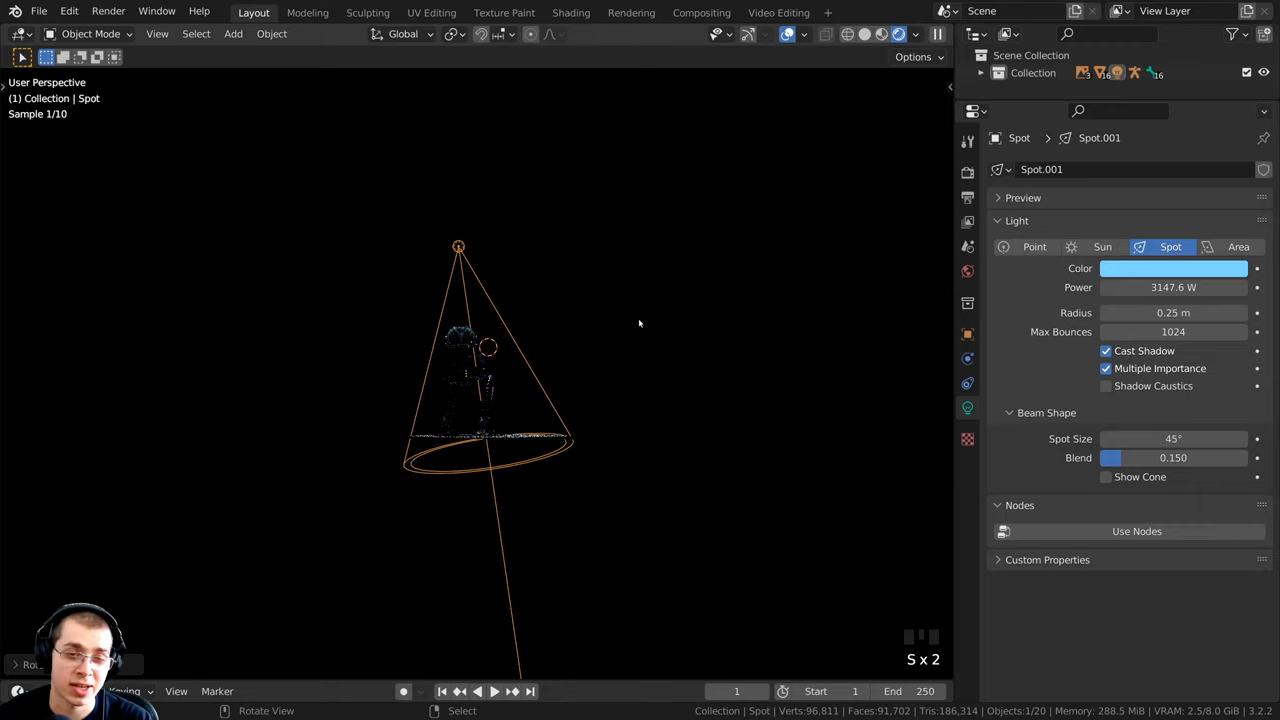 File Edit Render Window Help Layout Modeling Sculpting UV Editing Texture Paint Shading Rendering Compositing Video Editing + Scene View Layer
Object Mode View Select Add Object Global
Options
User Perspective
(1) Collection | Spot
Sample 1/10
Scene Collection
Collection 3 16 16
Spot > Spot.001
Spot.001
Preview
Light
Point Sun Spot Area
Color
Power 3147.6 W
Radius 0.25 m
Max Bounces 1024
Cast Shadow
Multiple Importance
Shadow Caustics
Beam Shape
Spot Size 45°
Blend 0.150
Show Cone
Nodes
Use Nodes
Custom Properties
S x 2
View Marker 1 Start 1 End 250
Rotate View Select Collection | Spot | Verts:96,811 | Faces:91,702 | Tris:186,314 | Objects:1/20 | Memory: 288.5 MiB | VRAM: 2.5/8.0 GiB | 3.2.2